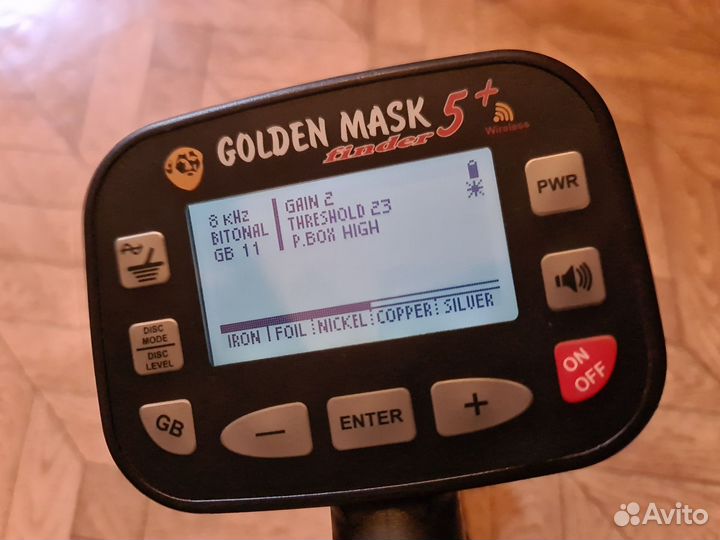 GOLDEN MASK 5+
finder
Wireless
8 KHZ
BITONAL
GB 11
GAIN 2
THRESHOLD 23
P.BOX HIGH
IRON FOIL NICKEL COPPER SILVER
PWR
DISC
MODE
DISC
LEVEL
ON
OFF
GB
−
ENTER
+
Avito